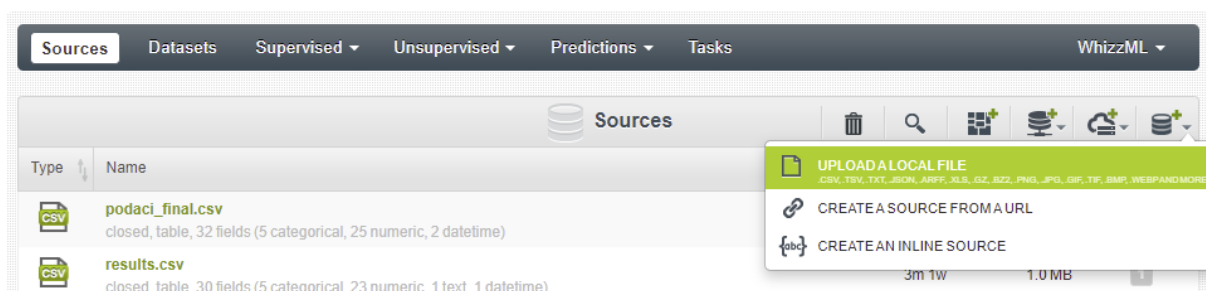 Sources Datasets Supervised Unsupervised Predictions Tasks WhizzML
Sources
Type Name
UPLOAD A LOCAL FILE
.CSV, .TSV, .TXT, .JSON, .ARFF, .XLS, .GZ, .BZ2, .PNG, .JPG, .GIF, .TIF, .BMP, .WEBP AND MORE
podaci_final.csv
CREATE A SOURCE FROM A URL
closed, table, 32 fields (5 categorical, 25 numeric, 2 datetime)
CREATE AN INLINE SOURCE
results.csv
3m 1w 1.0 MB 1
closed, table, 30 fields (5 categorical, 23 numeric, 1 text, 1 datetime)
CSV
CSV
{abc}